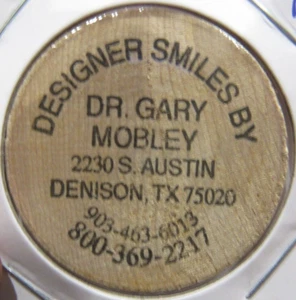 DESIGNER SMILES BY
DR. GARY
MOBLEY
2230 S. AUSTIN
DENISON, TX 75020
903-463-6013
800-369-2217